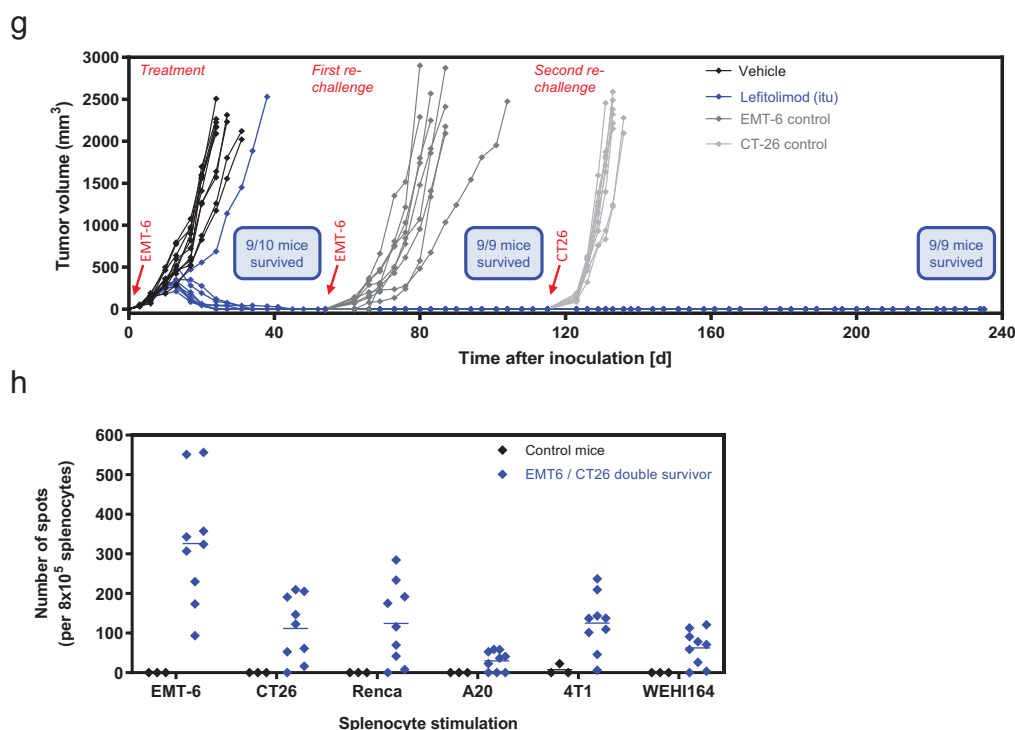 g
3000
2500
2000
1500
1000
500
0
Tumor volume (mm³)
Treatment
First re-
challenge
Second re-
challenge
Vehicle
Lefitolimod (itu)
EMT-6 control
CT-26 control
EMT-6
9/10 mice
survived
EMT-6
9/9 mice
survived
CT26
9/9 mice
survived
0 40 80 120 160 200 240
Time after inoculation [d]
h
600
500
400
300
200
100
0
Number of spots
(per 8x10⁵ splenocytes)
Control mice
EMT6 / CT26 double survivor
EMT-6 CT26 Renca A20 4T1 WEHI164
Splenocyte stimulation